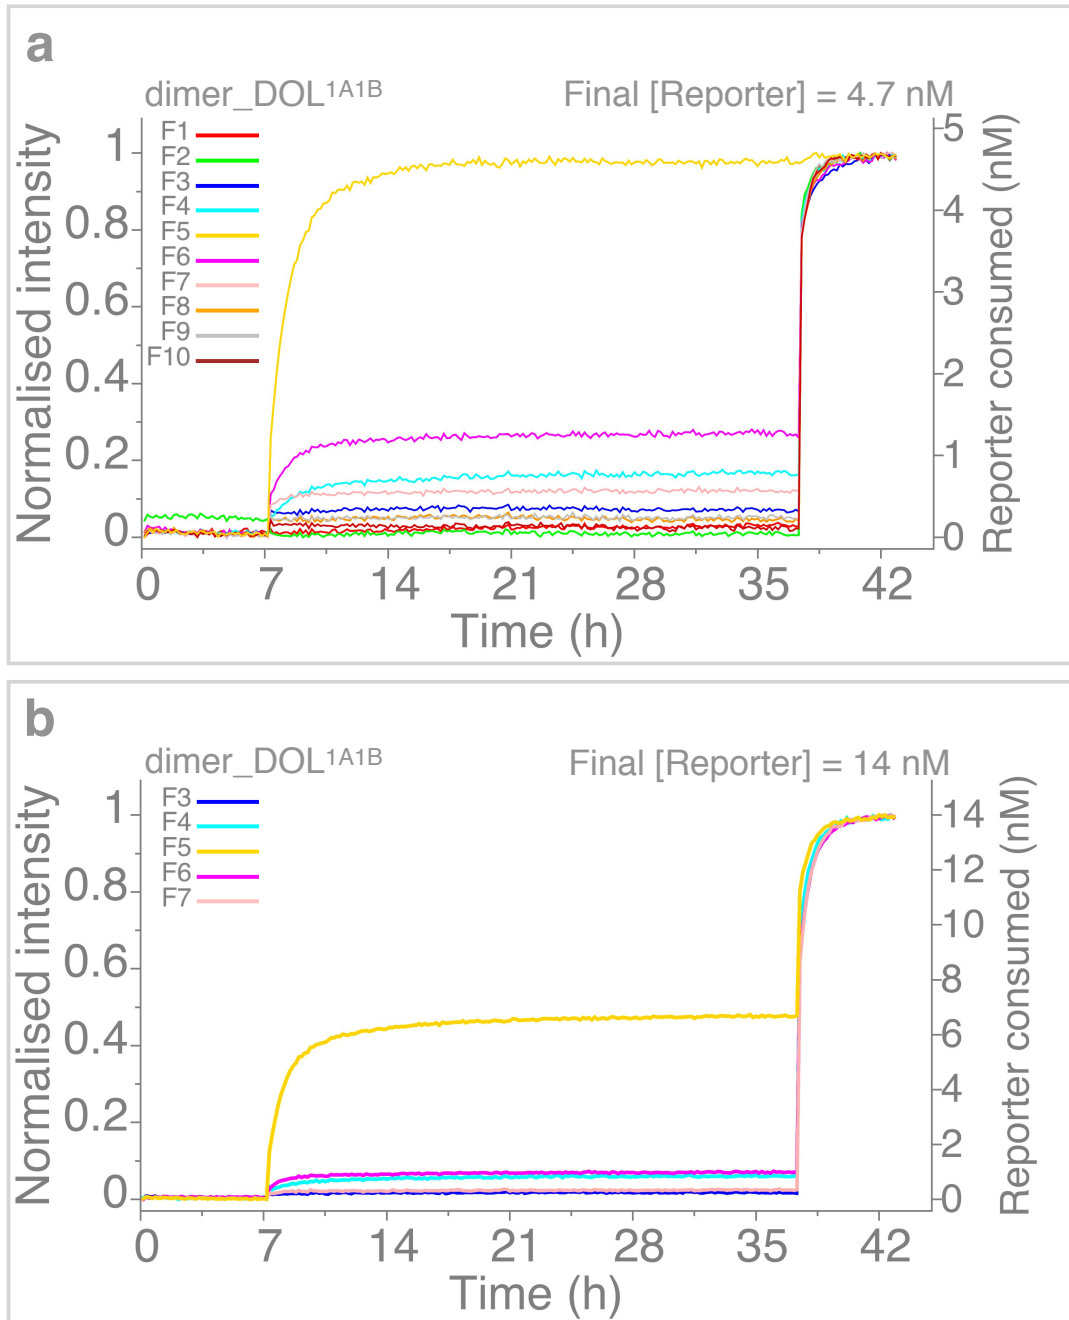 a
dimer_DOL1A1B
Final [Reporter] = 4.7 nM
F1
F2
F3
F4
F5
F6
F7
F8
F9
F10
Normalised intensity
1
0.8
0.6
0.4
0.2
0
Reporter consumed (nM)
5
4
3
2
1
0
0 7 14 21 28 35 42
Time (h)
b
dimer_DOL1A1B
Final [Reporter] = 14 nM
F3
F4
F5
F6
F7
Normalised intensity
1
0.8
0.6
0.4
0.2
0
Reporter consumed (nM)
14
12
10
8
6
4
2
0
0 7 14 21 28 35 42
Time (h)